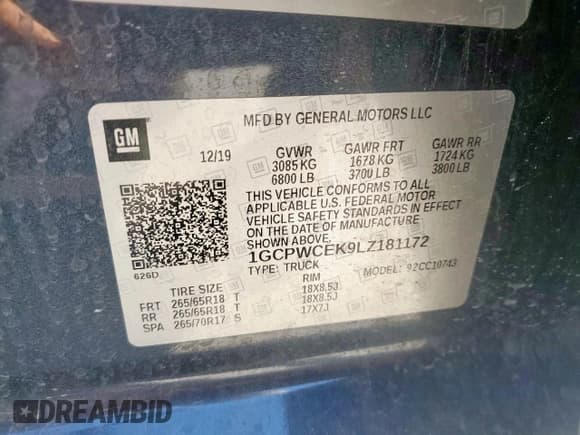 GM
MFD BY GENERAL MOTORS LLC
12/19 GVWR GAWR FRT GAWR RR
3085 KG 1678 KG 1724 KG
6800 LB 3700 LB 3800 LB
THIS VEHICLE CONFORMS TO ALL
APPLICABLE U.S. FEDERAL MOTOR
VEHICLE SAFETY STANDARDS IN EFFECT
ON THE DATE OF MANUFACTURE
SHOWN ABOVE.
1GCPWCEK9LZ181172
TYPE: TRUCK MODEL: 92CC10743
626D
TIRE SIZE RIM
FRT 265/65R18 T 18X8.5J
RR 265/65R18 T 18X8.5J
SPA 265/70R17 S 17X7J
DREAMBID